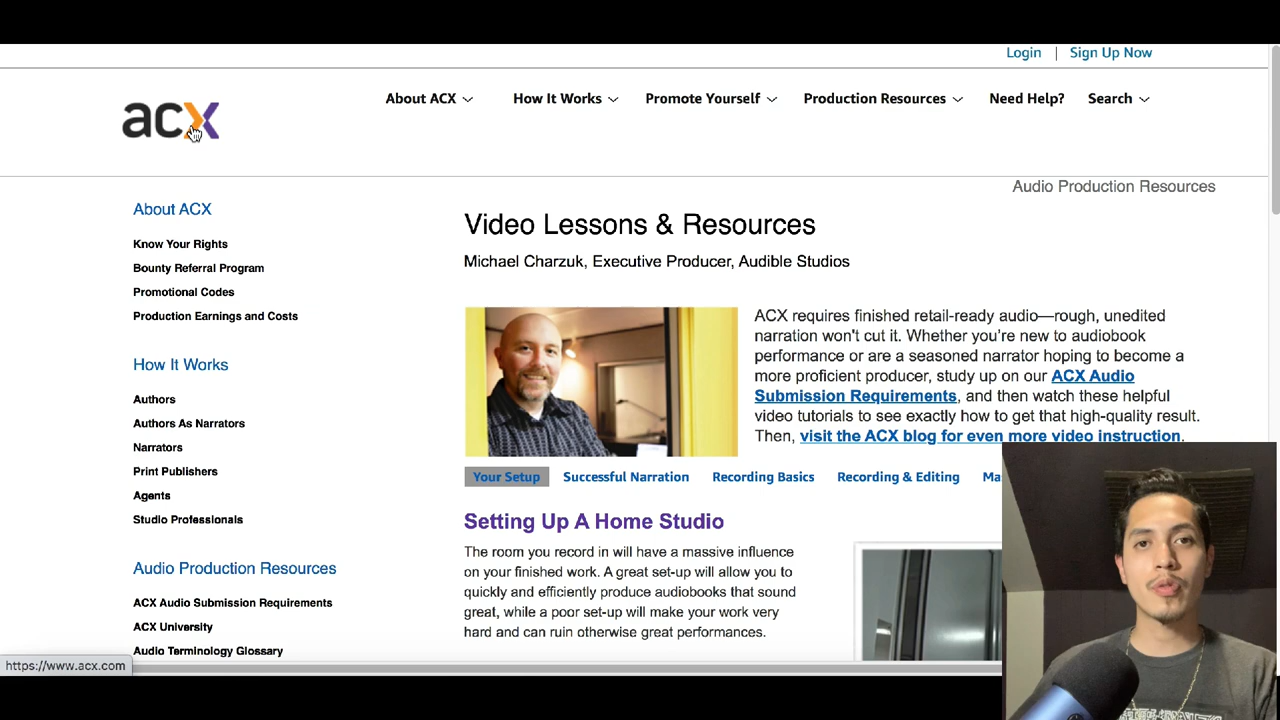 Login | Sign Up Now
acx
About ACX
How It Works
Promote Yourself
Production Resources
Need Help?
Search
Audio Production Resources
About ACX
Know Your Rights
Bounty Referral Program
Promotional Codes
Production Earnings and Costs
How It Works
Authors
Authors As Narrators
Narrators
Print Publishers
Agents
Studio Professionals
Audio Production Resources
ACX Audio Submission Requirements
ACX University
Audio Terminology Glossary
Video Lessons & Resources
Michael Charzuk, Executive Producer, Audible Studios
ACX requires finished retail-ready audio—rough, unedited
narration won't cut it. Whether you're new to audiobook
performance or are a seasoned narrator hoping to become a
more proficient producer, study up on our ACX Audio
Submission Requirements, and then watch these helpful
video tutorials to see exactly how to get that high-quality result.
Then, visit the ACX blog for even more video instruction.
Your Setup
Successful Narration
Recording Basics
Recording & Editing
Ma
Setting Up A Home Studio
The room you record in will have a massive influence
on your finished work. A great set-up will allow you to
quickly and efficiently produce audiobooks that sound
great, while a poor set-up will make your work very
hard and can ruin otherwise great performances.
https://www.acx.com